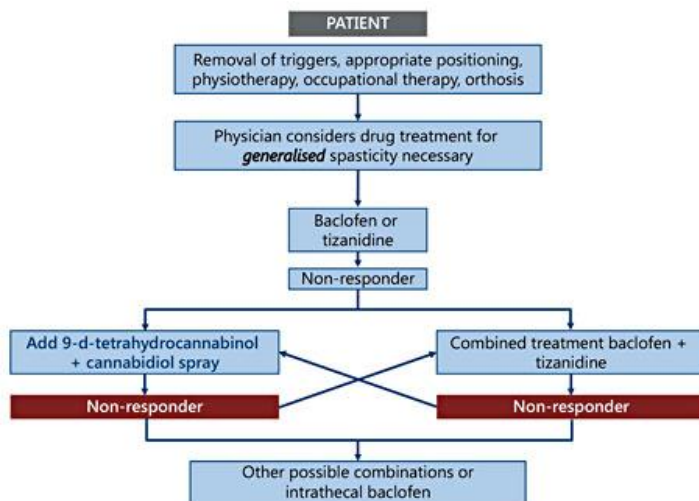 PATIENT
Removal of triggers, appropriate positioning,
physiotherapy, occupational therapy, orthosis
Physician considers drug treatment for
generalised spasticity necessary
Baclofen or
tizanidine
Non-responder
Add 9-d-tetrahydrocannabinol
+ cannabidiol spray
Combined treatment baclofen +
tizanidine
Non-responder
Non-responder
Other possible combinations or
intrathecal baclofen